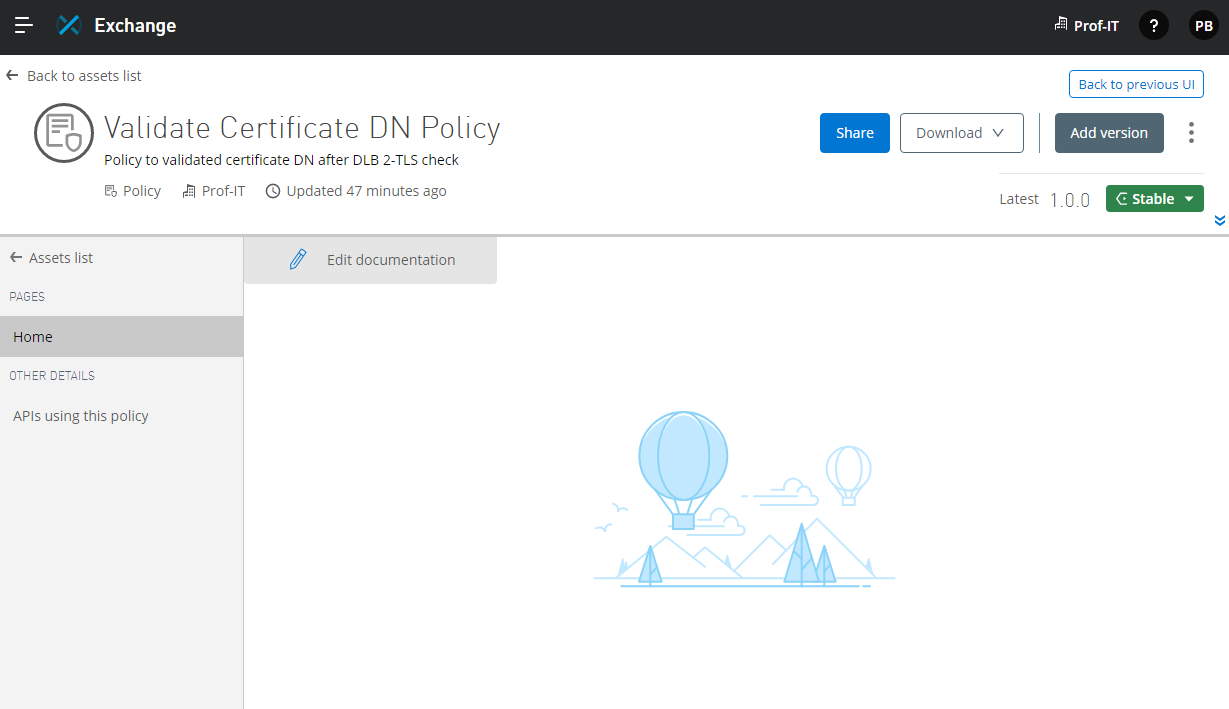 Exchange
Prof-IT
?
PB
Back to assets list
Back to previous UI
Validate Certificate DN Policy
Share
Download
Add version
Policy to validated certificate DN after DLB 2-TLS check
Policy
Prof-IT
Updated 47 minutes ago
Latest
1.0.0
Stable
Assets list
Edit documentation
PAGES
Home
OTHER DETAILS
APIs using this policy